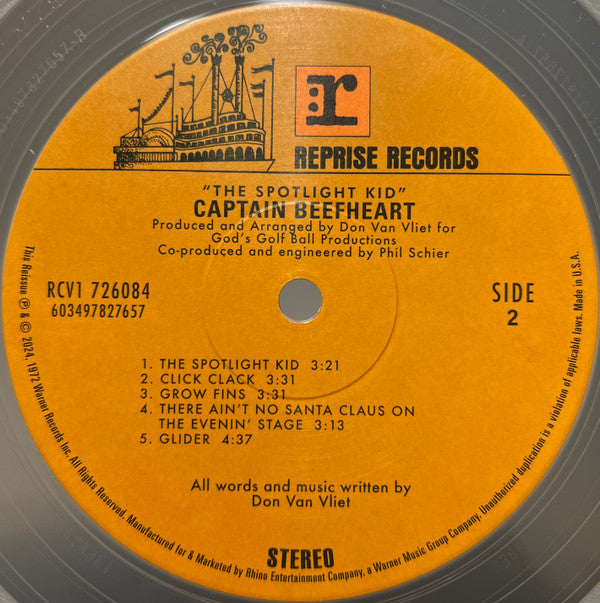 r
REPRISE RECORDS
"THE SPOTLIGHT KID"
CAPTAIN BEEFHEART
Produced and Arranged by Don Van Vliet for
God's Golf Ball Productions
Co-produced and engineered by Phil Schier
RCV1 726084
603497827657
SIDE
2
1. THE SPOTLIGHT KID 3:21
2. CLICK CLACK 3:31
3. GROW FINS 3:31
4. THERE AIN'T NO SANTA CLAUS ON
THE EVENIN' STAGE 3:13
5. GLIDER 4:37
All words and music written by
Don Van Vliet
STEREO
This Reissue ℗ & © 2024, 1972 Warner Records Inc. All Rights Reserved. Manufactured for & Marketed by Rhino Entertainment Company, a Warner Music Group Company. Unauthorized duplication is a violation of applicable laws. Made in U.S.A.